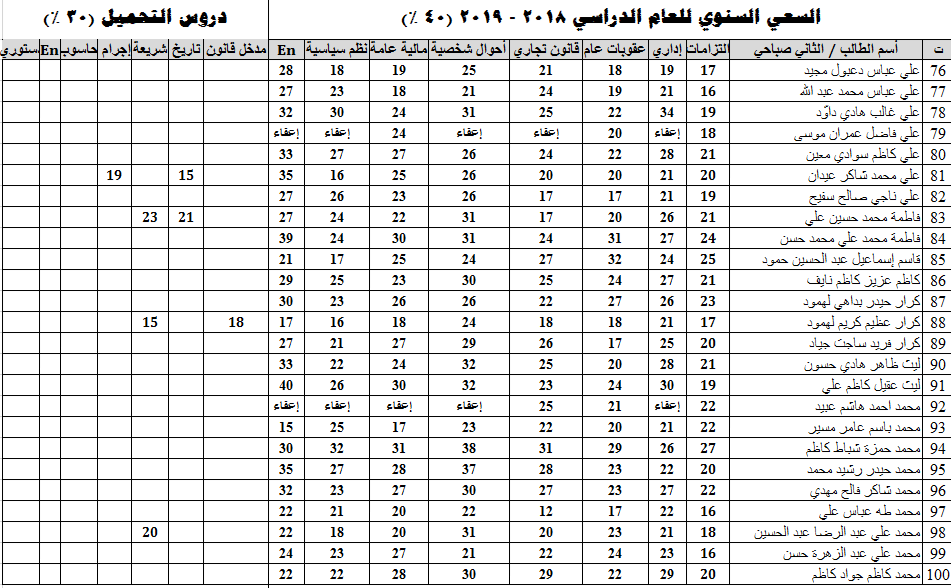 السعي السنوي للعام الدراسي ٢٠١٨ - ٢٠١٩ (٤٠ ٪) دروس التحميل (٣٠ ٪)
ت أسم الطالب / الثاني صباحي التزامات إداري عقوبات عام قانون تجاري أحوال شخصية مالية عامة نظم سياسية En مدخل قانون تاريخ شريعة إجرام حاسوب En دستوري
76 علي عباس دعبول مجيد 17 19 18 21 25 19 18 28
77 علي عباس محمد عبد الله 16 21 19 24 21 18 23 27
78 علي غالب هادي داوّد 19 34 22 25 31 24 30 32
79 علي فاضل عمران موسى 18 إعفاء 20 إعفاء إعفاء 24 إعفاء إعفاء
80 علي كاظم سوادي معين 21 28 22 24 26 27 27 33
81 علي محمد شاكر عيدان 20 21 20 20 26 25 16 35 15 19
82 علي ناجي صالح سفيح 19 21 17 17 26 23 26 27
83 فاطمة محمد حسين علي 21 26 20 17 31 22 24 27 21 23
84 فاطمة محمد علي محمد حسن 24 27 31 24 31 30 24 39
85 قاسم إسماعيل عبد الحسين حمود 25 24 32 27 24 25 17 21
86 كاظم عزيز كاظم نايف 21 27 24 25 30 23 25 29
87 كرار حيدر بداهي لهمود 23 26 27 22 26 26 23 30
88 كرار عظيم كريم لهمود 17 21 18 18 24 18 16 17 18 15
89 كرار فريد ساجت جياد 20 25 17 26 29 27 21 27
90 ليث ظاهر هادي حسون 21 28 20 25 32 24 22 33
91 ليث عقيل كاظم علي 19 30 24 23 32 30 26 40
92 محمد احمد هاشم عبيد 22 إعفاء 21 25 إعفاء إعفاء إعفاء إعفاء
93 محمد باسم عامر مسير 22 21 20 22 23 17 25 15
94 محمد حمزة شباط كاظم 27 26 29 31 38 31 32 30
95 محمد حيدر رشيد محمد 20 22 23 28 37 28 27 35
96 محمد شاكر فالح مهدي 22 27 23 27 30 27 23 32
97 محمد طه عباس علي 16 22 17 12 22 20 21 22
98 محمد علي عبد الرضا عبد الحسين 18 21 23 20 31 20 18 22 20
99 محمد علي عبد الزهرة حسن 16 23 24 22 21 27 23 24
100 محمد كاظم جواد كاظم 20 29 22 29 30 28 22 22